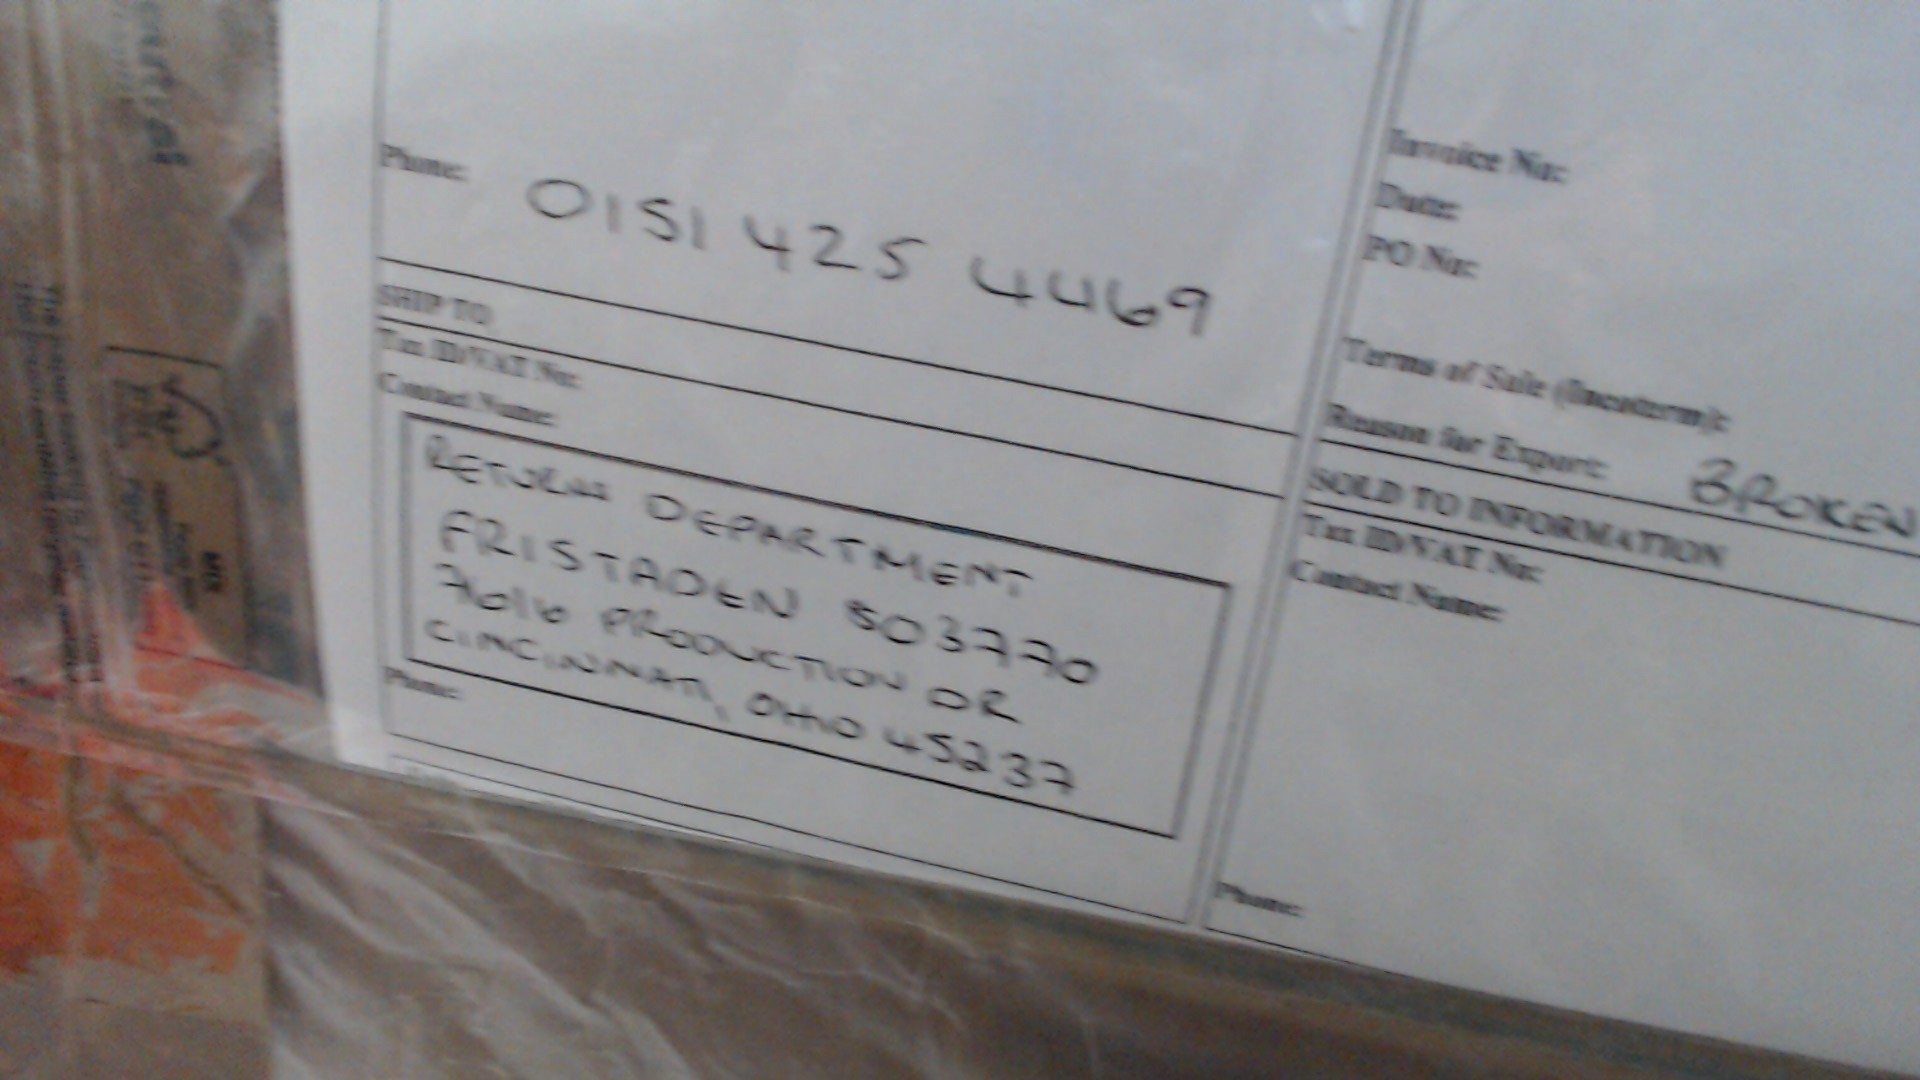 Phone: 0151 425 4469
SHIP TO
Tax ID/VAT No:
Contact Name:
RETURN DEPARTMENT
FRISTADEN 503770
7616 PRODUCTION DR
CINCINNATI, OHIO 45237
Phone:
Invoice No:
Date:
PO No:
Terms of Sale (Incoterm):
Reason for Export: BROKEN
SOLD TO INFORMATION
Tax ID/VAT No:
Contact Name:
Phone: